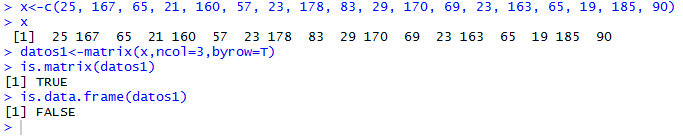 > x<-c(25, 167, 65, 21, 160, 57, 23, 178, 83, 29, 170, 69, 23, 163, 65, 19, 185, 90)
> x
 [1]  25 167  65  21 160  57  23 178  83  29 170  69  23 163  65  19 185  90
> datos1<-matrix(x,ncol=3,byrow=T)
> is.matrix(datos1)
[1] TRUE
> is.data.frame(datos1)
[1] FALSE
>